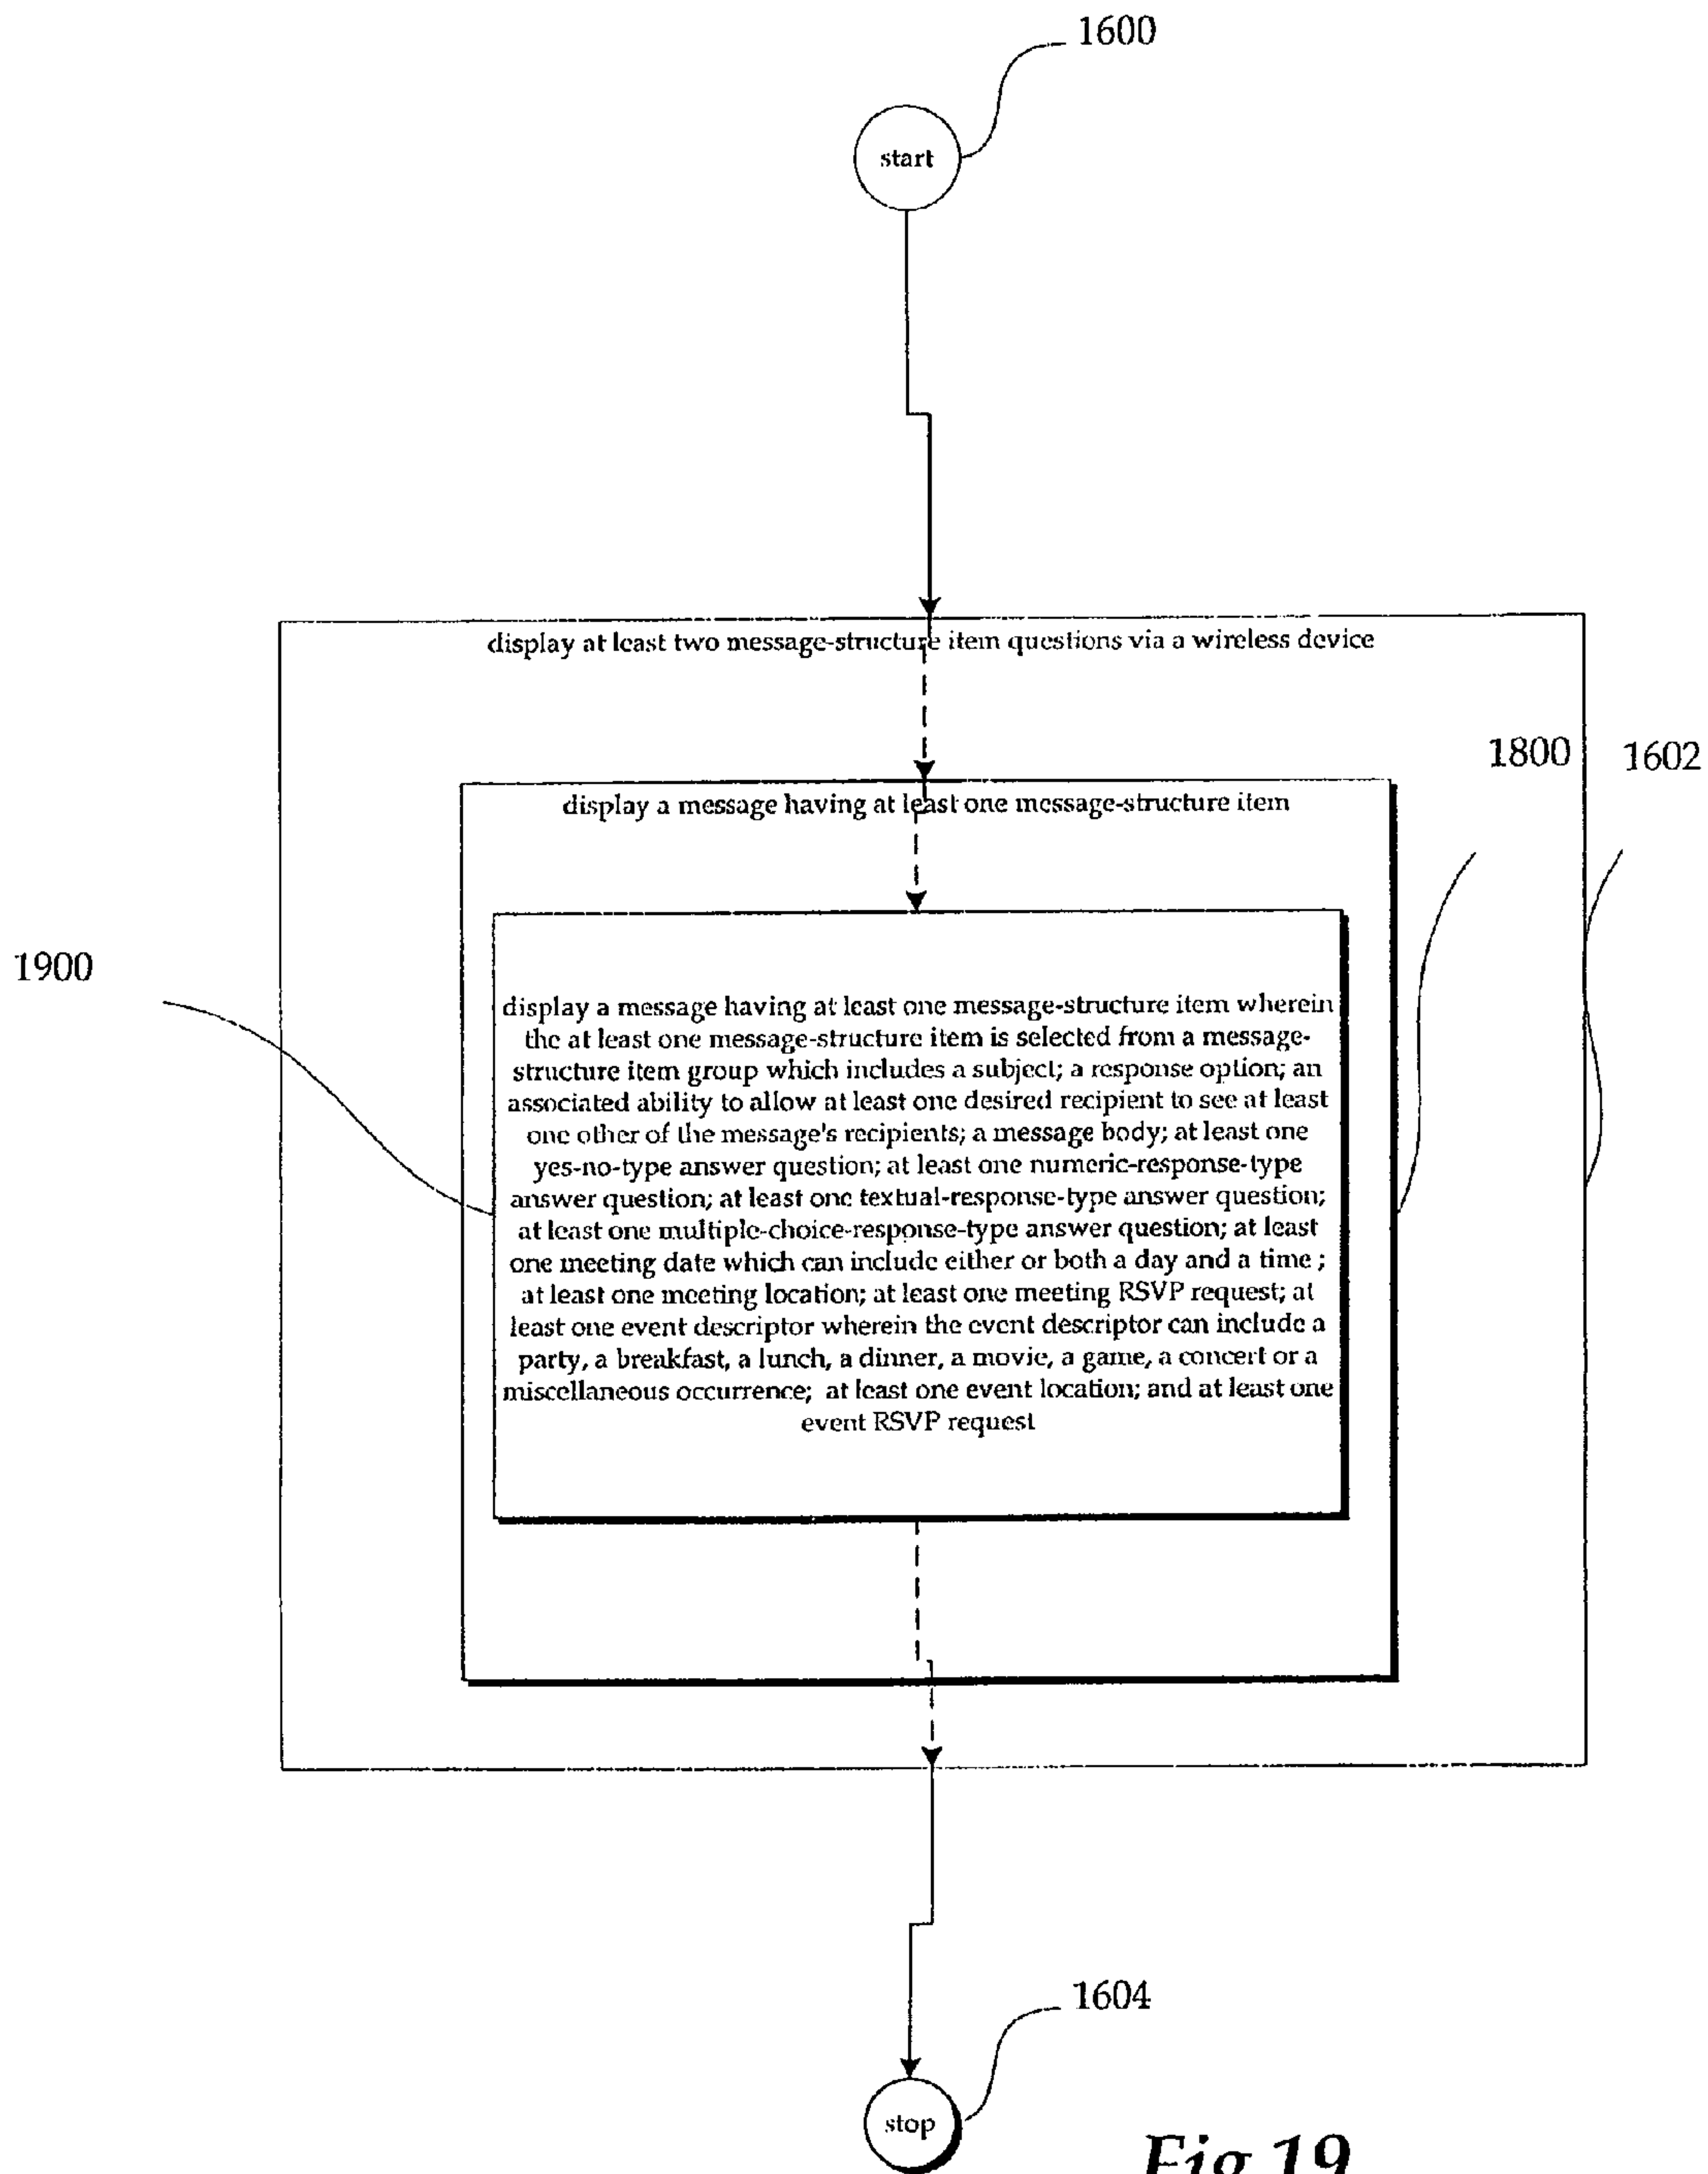 1600
start
display at least two message-structure item questions via a wireless device
1800
1602
display a message having at least one message-structure item
1900
display a message having at least one message-structure item wherein
the at least one message-structure item is selected from a message-
structure item group which includes a subject; a response option; an
associated ability to allow at least one desired recipient to see at least
one other of the message's recipients; a message body; at least one
yes-no-type answer question; at least one numeric-response-type
answer question; at least one textual-response-type answer question;
at least one multiple-choice-response-type answer question; at least
one meeting date which can include either or both a day and a time ;
at least one meeting location; at least one meeting RSVP request; at
least one event descriptor wherein the event descriptor can include a
party, a breakfast, a lunch, a dinner, a movie, a game, a concert or a
miscellaneous occurrence; at least one event location; and at least one
event RSVP request
1604
stop
Fig 19